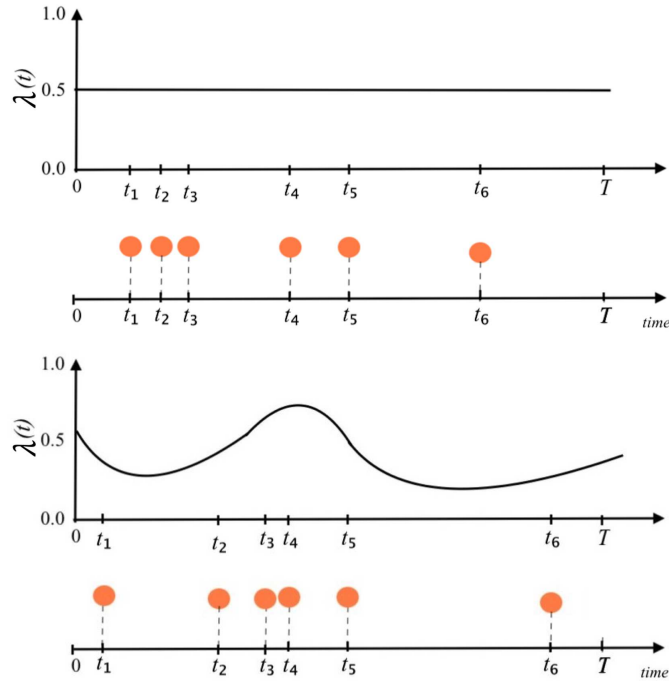 1.0
λ(t)
0.5
0.0
0 t₁ t₂ t₃ t₄ t₅ t₆ T
0 t₁ t₂ t₃ t₄ t₅ t₆ T time
1.0
λ(t)
0.5
0.0
0 t₁ t₂ t₃ t₄ t₅ t₆ T
0 t₁ t₂ t₃ t₄ t₅ t₆ T time